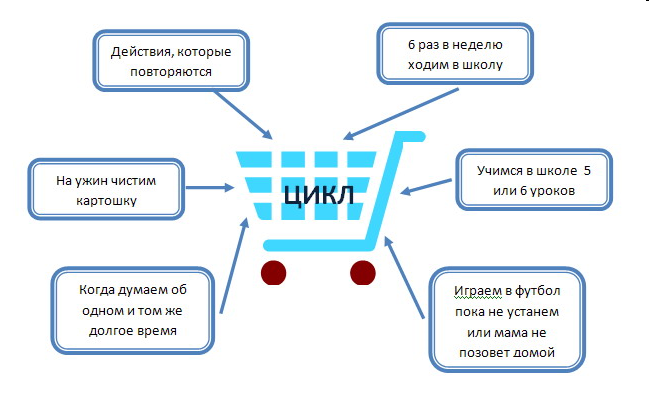 Действия, которые
повторяются
6 раз в неделю
ходим в школу
На ужин чистим
картошку
ЦИКЛ
Учимся в школе 5
или 6 уроков
Когда думаем об
одном и том же
долгое время
Играем в футбол
пока не устанем
или мама не
позовет домой